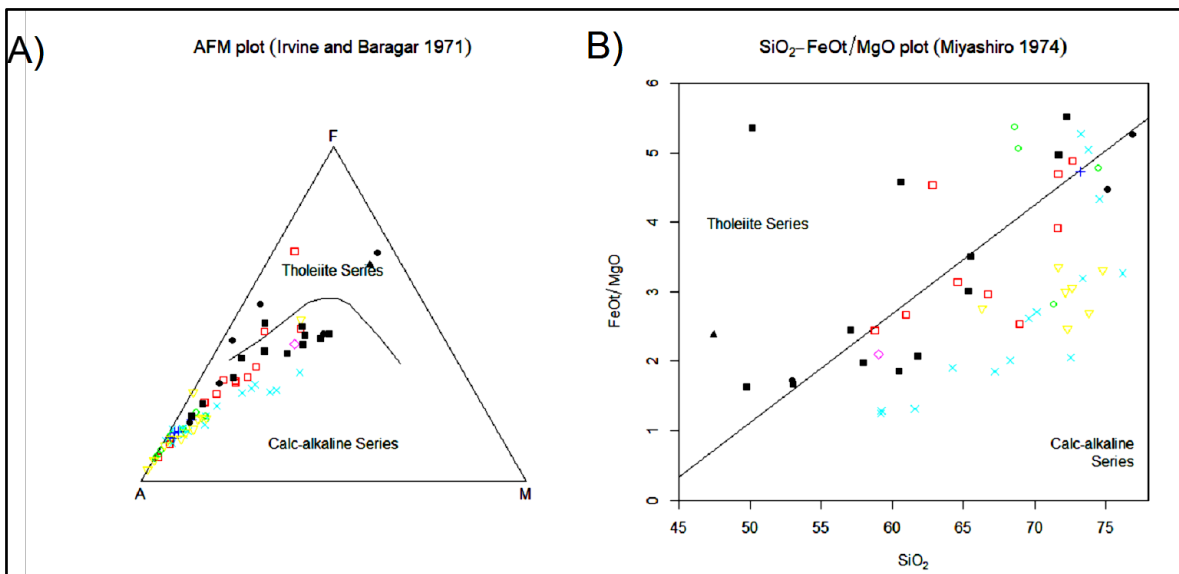 A)
AFM plot (Irvine and Baragar 1971)
F
Tholeiite Series
Calc-alkaline Series
A
M
B)
SiO₂–FeOt/MgO plot (Miyashiro 1974)
6
5
4
3
2
1
0
FeOt/MgO
Tholeiite Series
Calc-alkaline
Series
45
50
55
60
65
70
75
SiO₂